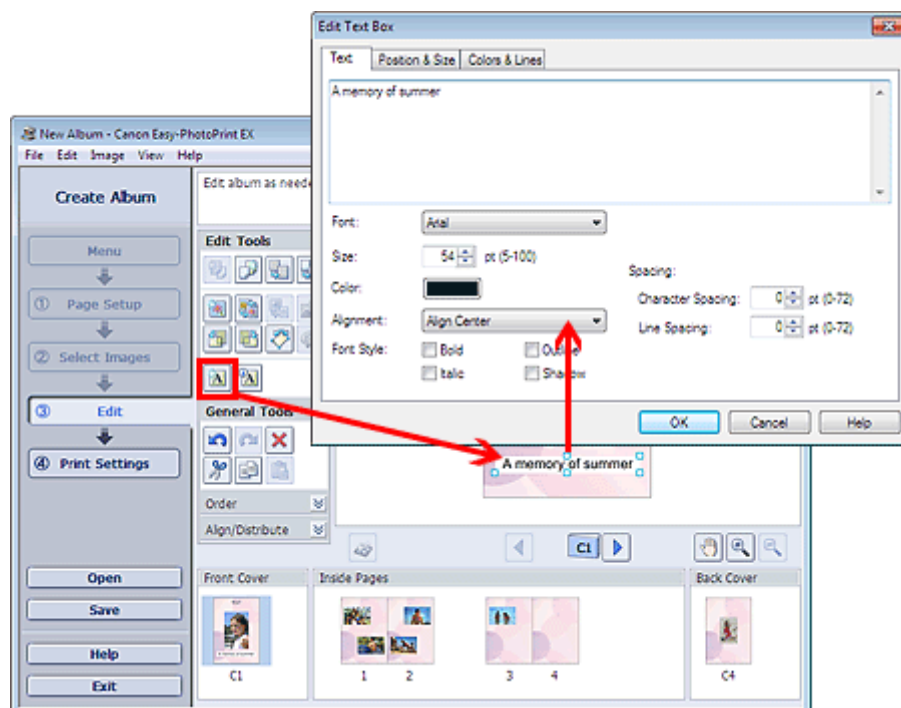 Edit Text Box
Text Position & Size Colors & Lines
A memory of summer
Font: Arial
Size: 54 pt (5-100)
Color:
Alignment: Align Center
Font Style: Bold Outline
Italic Shadow
Spacing:
Character Spacing: 0 pt (0-72)
Line Spacing: 0 pt (0-72)
OK Cancel Help
New Album - Canon Easy-PhotoPrint EX
File Edit Image View Help
Create Album
Edit album as neede
Menu
① Page Setup
② Select Images
③ Edit
④ Print Settings
Open
Save
Help
Exit
Edit Tools
A A
General Tools
Order
Align/Distribute
A memory of summer
C1
Front Cover Inside Pages Back Cover
C1 1 2 3 4 C4